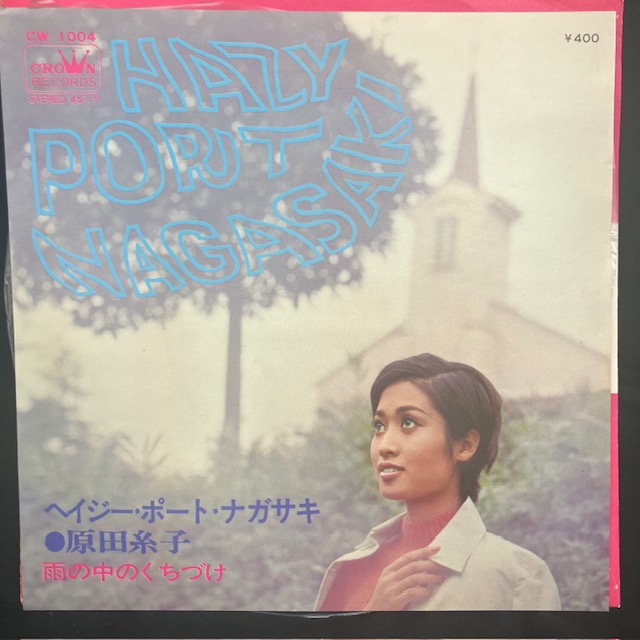 CW 1004
CROWN
RECORDS
STEREO 45
¥400
HAZY
PORT
NAGASAKI
ヘイジー・ポート・ナガサキ
●原田糸子
雨の中のくちづけ